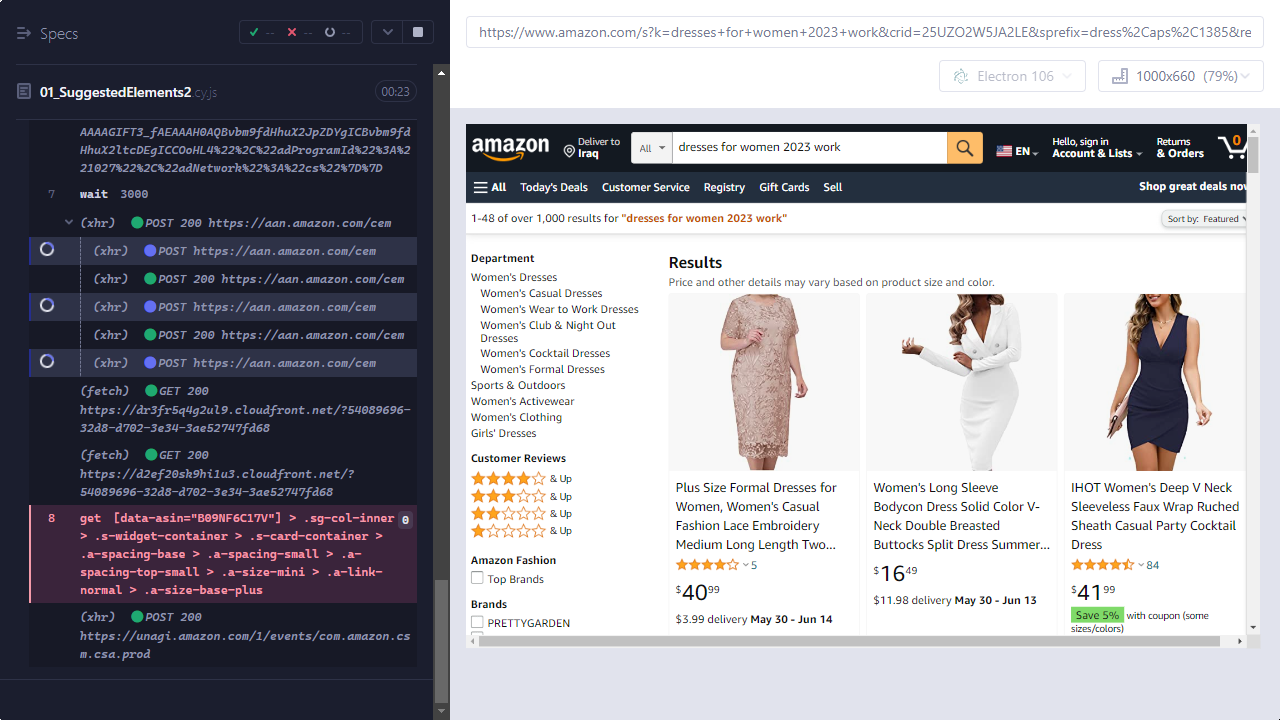 Specs
--
--
--
01_SuggestedElements2.cy.js
00:23
AAAAGIFT3_fAEAAAH0AQBvbm9fdHhuX2JpZDYgICBvbm9fd
HhuX2ltcDEgICCOoHL4%22%2C%22adProgramId%22%3A%2
21027%22%2C%22adNetwork%22%3A%22cs%22%7D%7D
7 wait 3000
(xhr) POST 200 https://aan.amazon.com/cem
(xhr) POST https://aan.amazon.com/cem
(xhr) POST 200 https://aan.amazon.com/cem
(xhr) POST https://aan.amazon.com/cem
(xhr) POST 200 https://aan.amazon.com/cem
(xhr) POST https://aan.amazon.com/cem
(fetch) GET 200
https://dr3fr5q4g2ul9.cloudfront.net/?54089696-
32d8-d702-3e34-3ae52747fd68
(fetch) GET 200
https://d2ef20sk9hi1u3.cloudfront.net/?
54089696-32d8-d702-3e34-3ae52747fd68
8 get [data-asin="B09NF6C17V"] > .sg-col-inner 0
> .s-widget-container > .s-card-container >
.a-spacing-base > .a-spacing-small > .a-
spacing-top-small > .a-size-mini > .a-link-
normal > .a-size-base-plus
(xhr) POST 200
https://unagi.amazon.com/1/events/com.amazon.cs
m.csa.prod
https://www.amazon.com/s?k=dresses+for+women+2023+work&crid=25UZO2W5JA2LE&sprefix=dress%2Caps%2C1385&re
Electron 106
1000x660 (79%)
amazon
Deliver to
Iraq
All
dresses for women 2023 work
EN
Hello, sign in
Account & Lists
Returns
& Orders
0
All
Today's Deals
Customer Service
Registry
Gift Cards
Sell
Shop great deals now
1-48 of over 1,000 results for "dresses for women 2023 work"
Sort by: Featured
Department
Women's Dresses
Women's Casual Dresses
Women's Wear to Work Dresses
Women's Club & Night Out
Dresses
Women's Cocktail Dresses
Women's Formal Dresses
Sports & Outdoors
Women's Activewear
Women's Clothing
Girls' Dresses
Customer Reviews
& Up
& Up
& Up
& Up
Amazon Fashion
Top Brands
Brands
PRETTYGARDEN
Results
Price and other details may vary based on product size and color.
Plus Size Formal Dresses for
Women, Women's Casual
Fashion Lace Embroidery
Medium Long Length Two...
5
$40 99
$3.99 delivery May 30 - Jun 14
Women's Long Sleeve
Bodycon Dress Solid Color V-
Neck Double Breasted
Buttocks Split Dress Summer...
$16 49
$11.98 delivery May 30 - Jun 13
IHOT Women's Deep V Neck
Sleeveless Faux Wrap Ruched
Sheath Casual Party Cocktail
Dress
84
$41 99
Save 5% with coupon (some
sizes/colors)